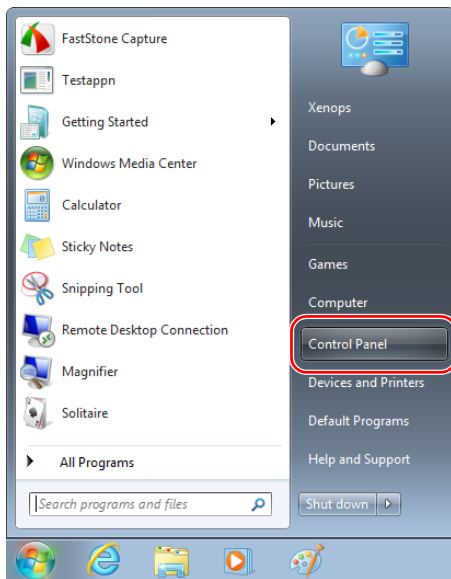 FastStone Capture
Testappn
Getting Started
Windows Media Center
Calculator
Sticky Notes
Snipping Tool
Remote Desktop Connection
Magnifier
Solitaire
All Programs
Search programs and files
Xenops
Documents
Pictures
Music
Games
Computer
Control Panel
Devices and Printers
Default Programs
Help and Support
Shut down